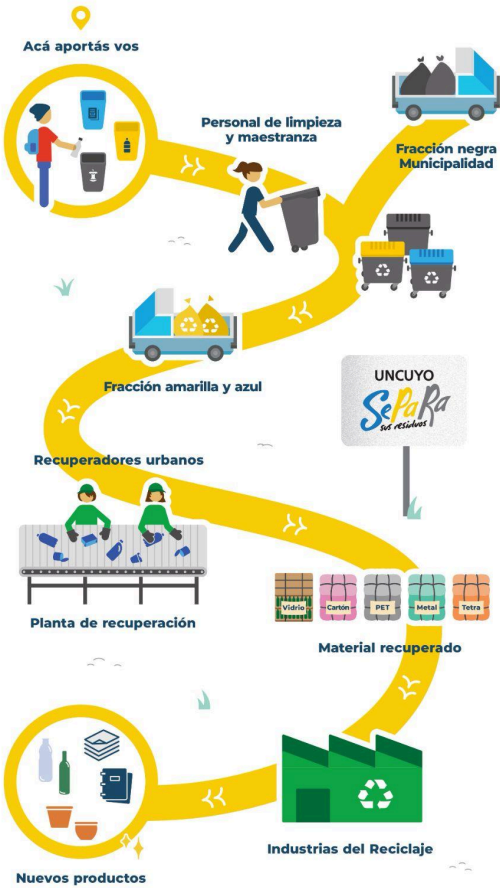 Acá aportás vos
Personal de limpieza
y maestranza
Fracción negra
Municipalidad
Fracción amarilla y azul
UNCUYO
SePaRa
sus residuos
Recuperadores urbanos
Planta de recuperación
Vidrio
Cartón
PET
Metal
Tetra
Material recuperado
Industrias del Reciclaje
Nuevos productos